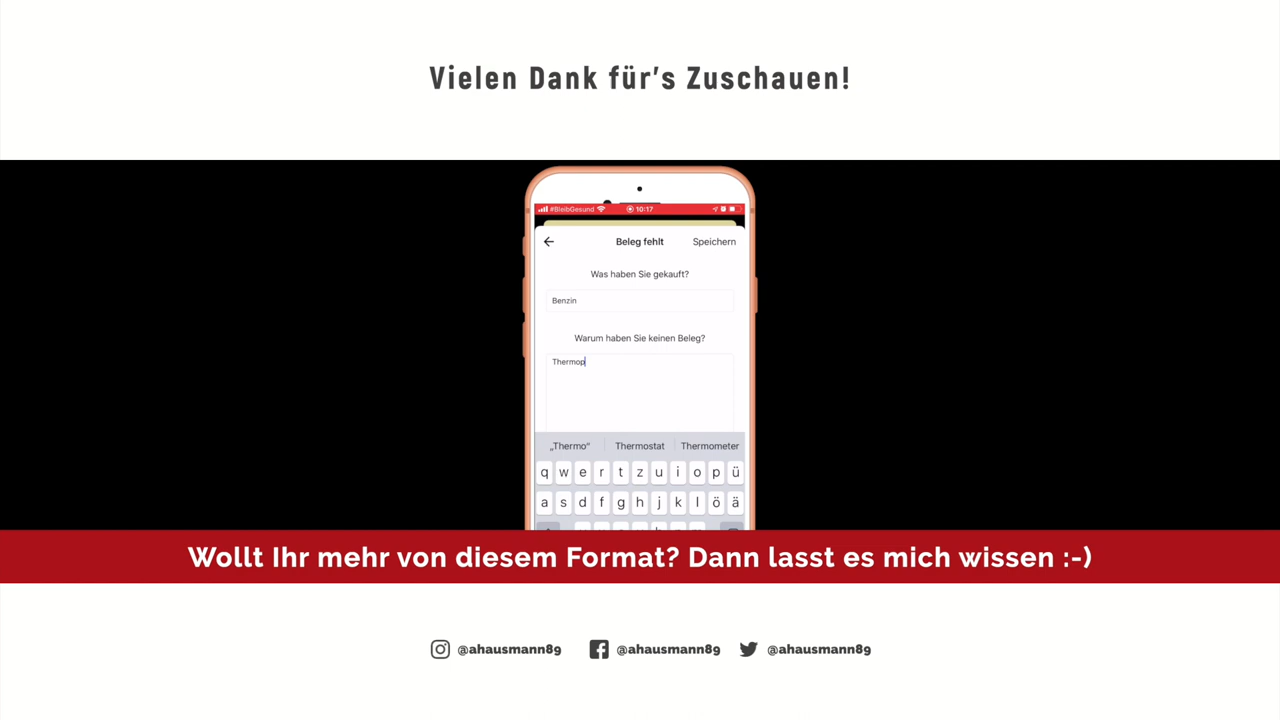 Vielen Dank für's Zuschauen!
#BleibGesund 10:17
Beleg fehlt Speichern
Was haben Sie gekauft?
Benzin
Warum haben Sie keinen Beleg?
Thermop
„Thermo“ Thermostat Thermometer
q w e r t z u i o p ü
a s d f g h j k l ö ä
Wollt Ihr mehr von diesem Format? Dann lasst es mich wissen :-)
@ahausmann89 @ahausmann89 @ahausmann89